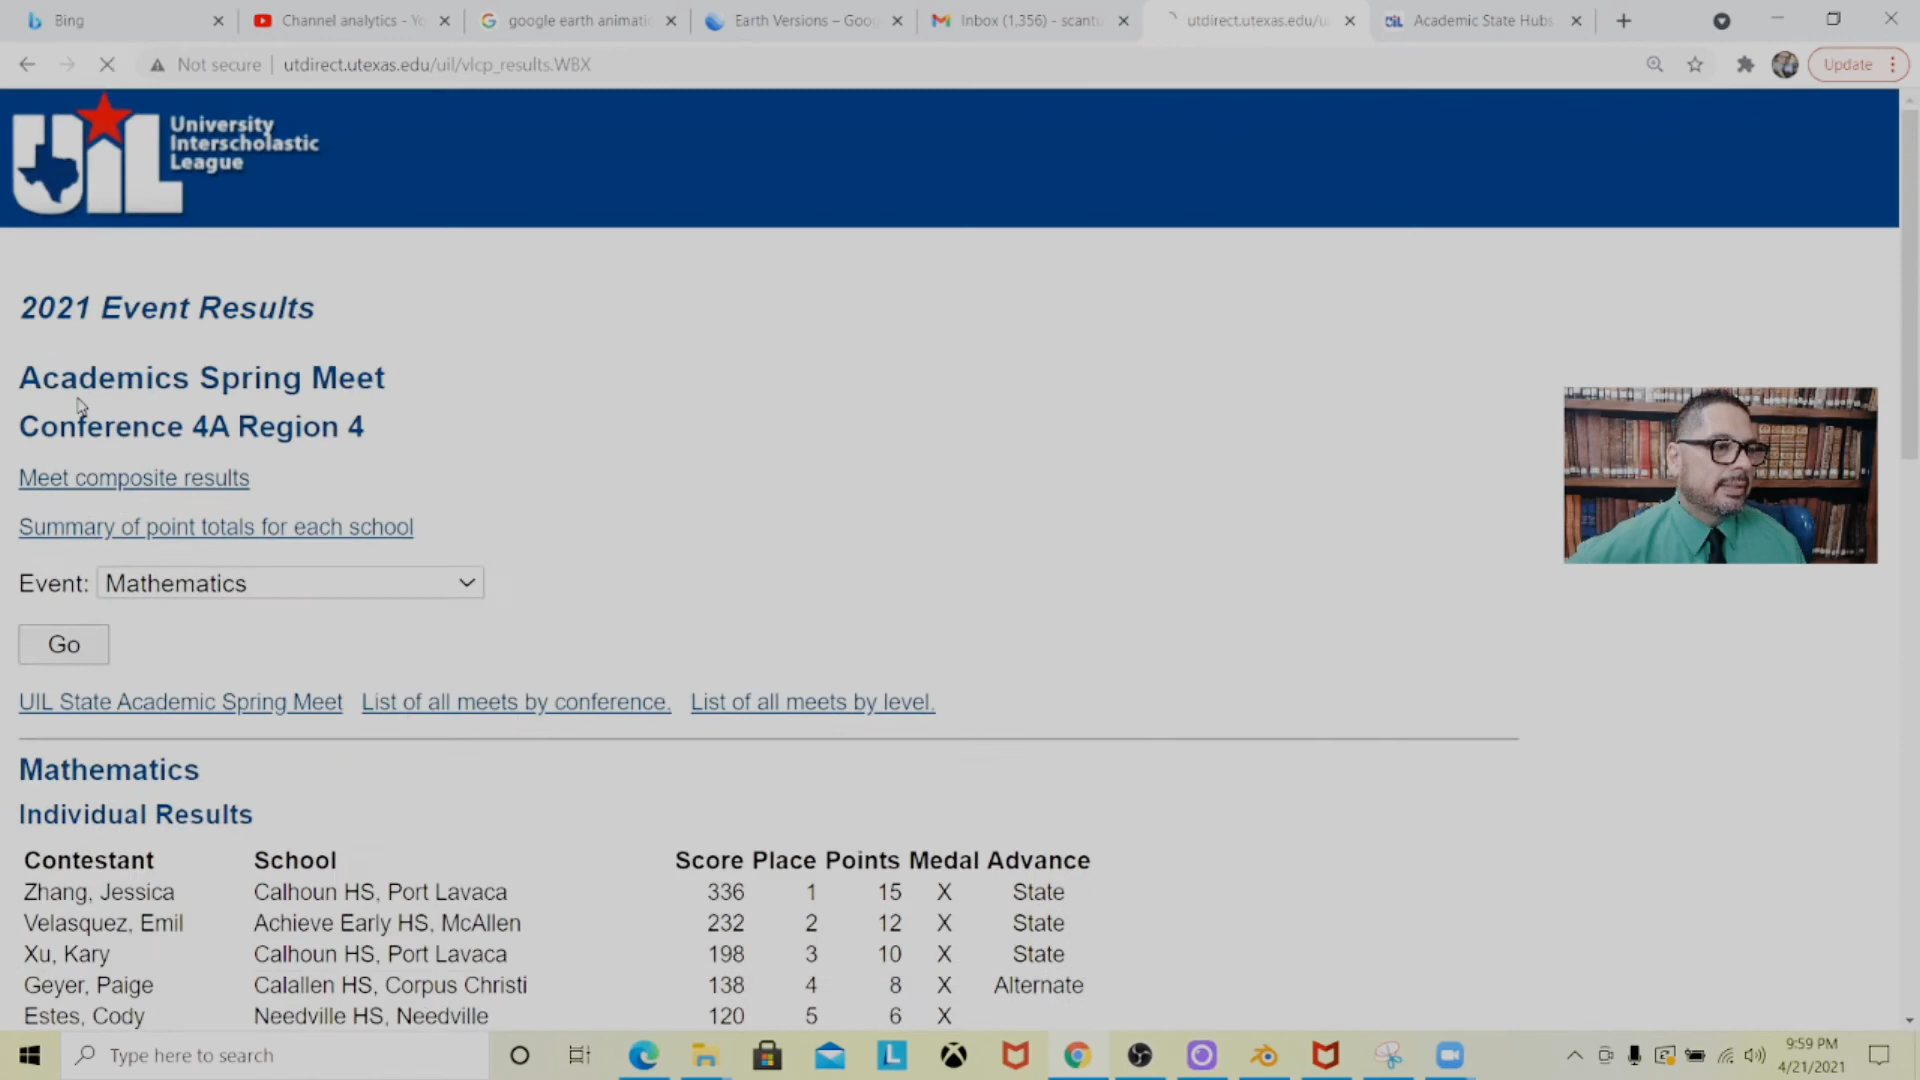 Bing
Channel analytics - Yo
google earth animati
Earth Versions – Goo
Inbox (1,356) - scantu
utdirect.utexas.edu/u
Academic State Hubs
Not secure | utdirect.utexas.edu/uil/vlcp_results.WBX
Update
UIL
University
Interscholastic
League
2021 Event Results
Academics Spring Meet
Conference 4A Region 4
Meet composite results
Summary of point totals for each school
Event: Mathematics
Go
UIL State Academic Spring Meet List of all meets by conference. List of all meets by level.
Mathematics
Individual Results
Contestant School Score Place Points Medal Advance
Zhang, Jessica Calhoun HS, Port Lavaca 336 1 15 X State
Velasquez, Emil Achieve Early HS, McAllen 232 2 12 X State
Xu, Kary Calhoun HS, Port Lavaca 198 3 10 X State
Geyer, Paige Calallen HS, Corpus Christi 138 4 8 X Alternate
Estes, Cody Needville HS, Needville 120 5 6 X
Type here to search
9:59 PM
4/21/2021